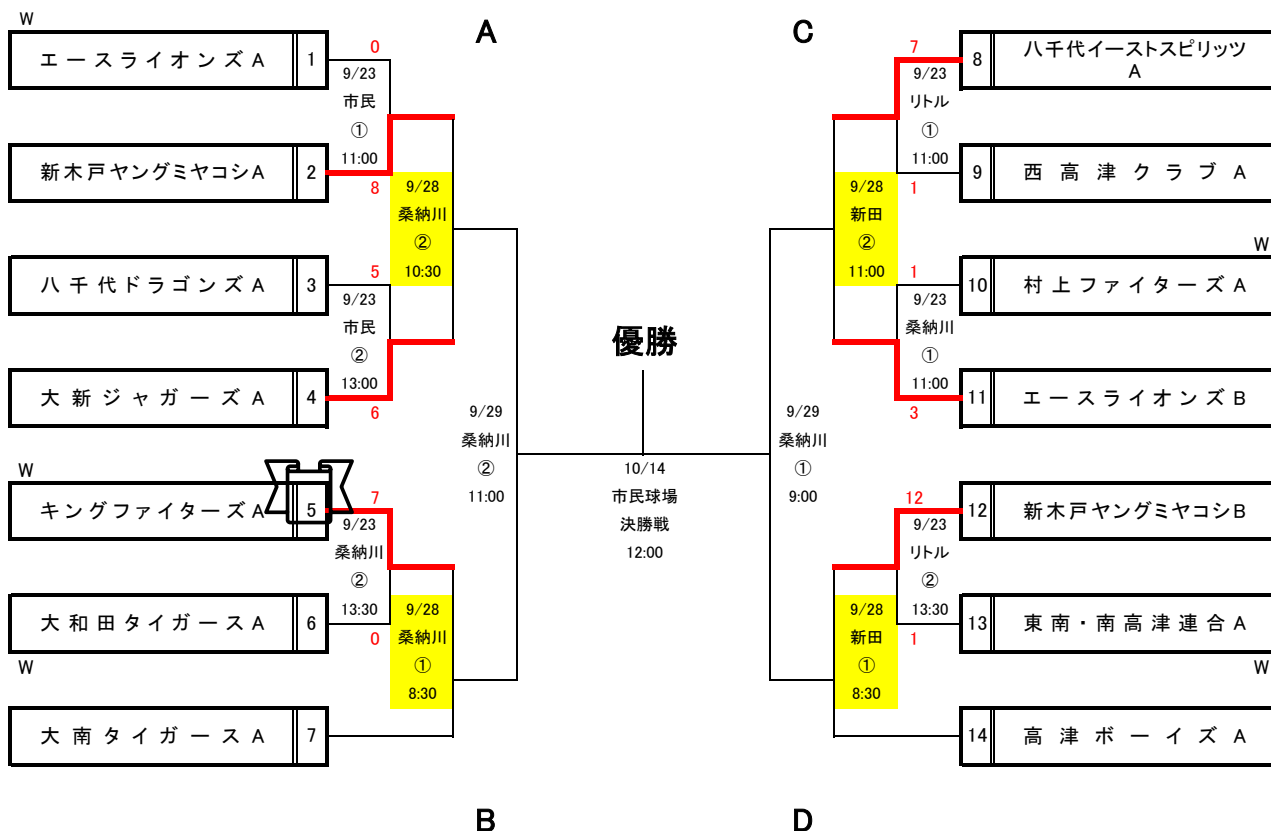 W
A
C
エースライオンズA 1
0
9/23
市民
①
11:00
新木戸ヤングミヤコシA 2
8
9/28
桑納川
②
10:30
八千代ドラゴンズA 3
5
9/23
市民
②
13:00
大新ジャガーズA 4
6
9/29
桑納川
②
11:00
W
キングファイターズA 5
7
9/23
桑納川
②
13:30
大和田タイガースA 6
0
W
9/28
桑納川
①
8:30
大南タイガースA 7
B
優勝
10/14
市民球場
決勝戦
12:00
7
8 八千代イーストスピリッツ
A
9/23
リトル
①
11:00
9 西高津クラブA
1
9/28
新田
②
11:00
W
1
10 村上ファイターズA
9/23
桑納川
①
11:00
11 エースライオンズB
3
9/29
桑納川
①
9:00
12
12 新木戸ヤングミヤコシB
9/23
リトル
②
13:30
13 東南・南高津連合A
1
W
9/28
新田
①
8:30
14 高津ボーイズA
D